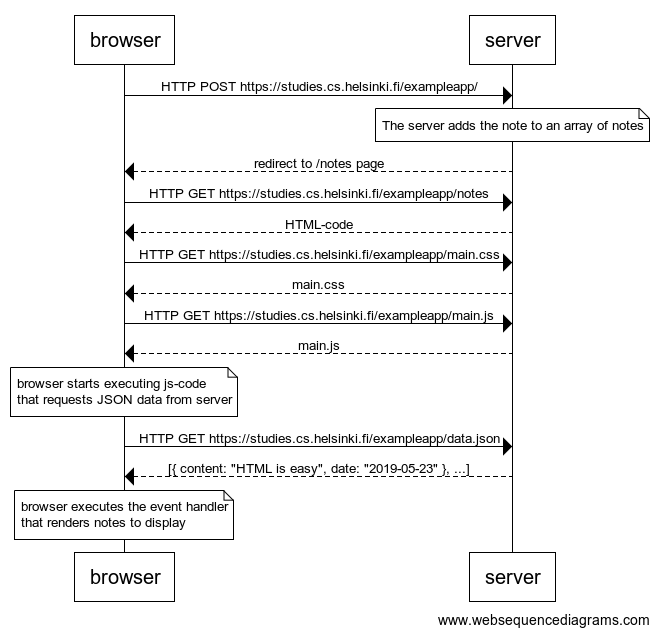 browser
server
HTTP POST https://studies.cs.helsinki.fi/exampleapp/
The server adds the note to an array of notes
redirect to /notes page
HTTP GET https://studies.cs.helsinki.fi/exampleapp/notes
HTML-code
HTTP GET https://studies.cs.helsinki.fi/exampleapp/main.css
main.css
HTTP GET https://studies.cs.helsinki.fi/exampleapp/main.js
main.js
browser starts executing js-code
that requests JSON data from server
HTTP GET https://studies.cs.helsinki.fi/exampleapp/data.json
[{ content: "HTML is easy", date: "2019-05-23" }, ...]
browser executes the event handler
that renders notes to display
browser
server
www.websequencediagrams.com